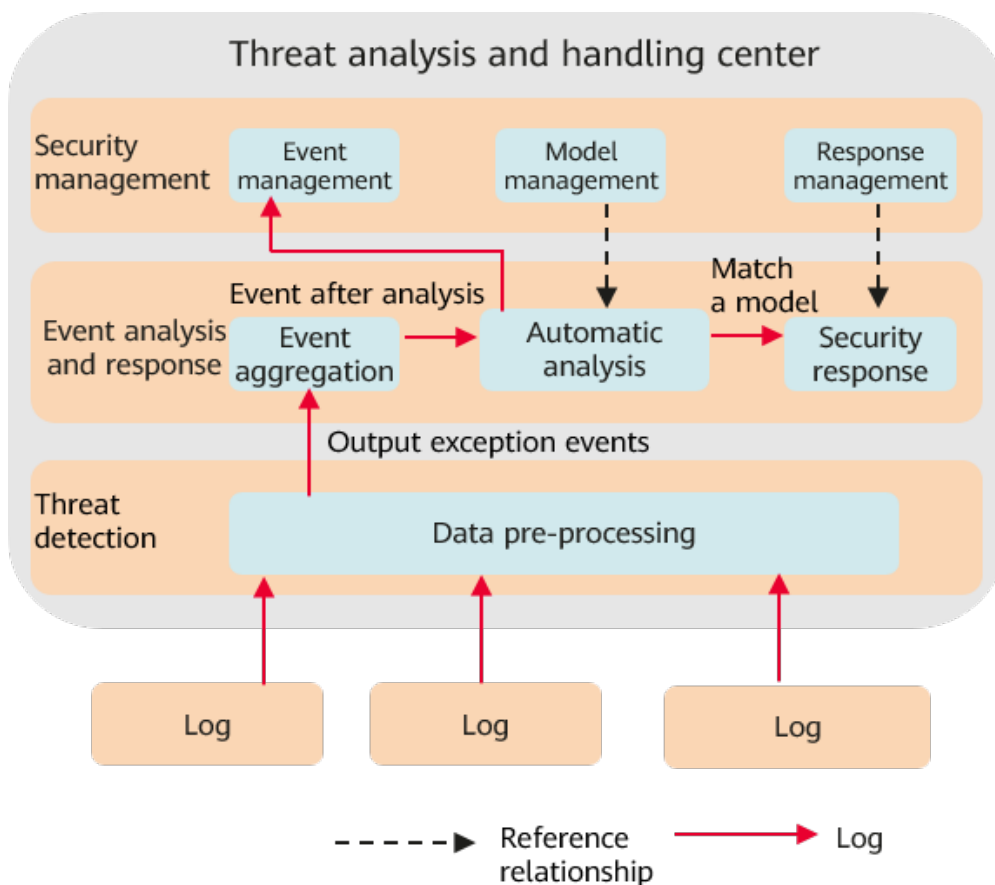 Threat analysis and handling center
Security
management
Event
management
Model
management
Response
management
Event after analysis
Match
a model
Event analysis
and response
Event
aggregation
Automatic
analysis
Security
response
Output exception events
Threat
detection
Data pre-processing
Log
Log
Log
Reference
relationship
Log